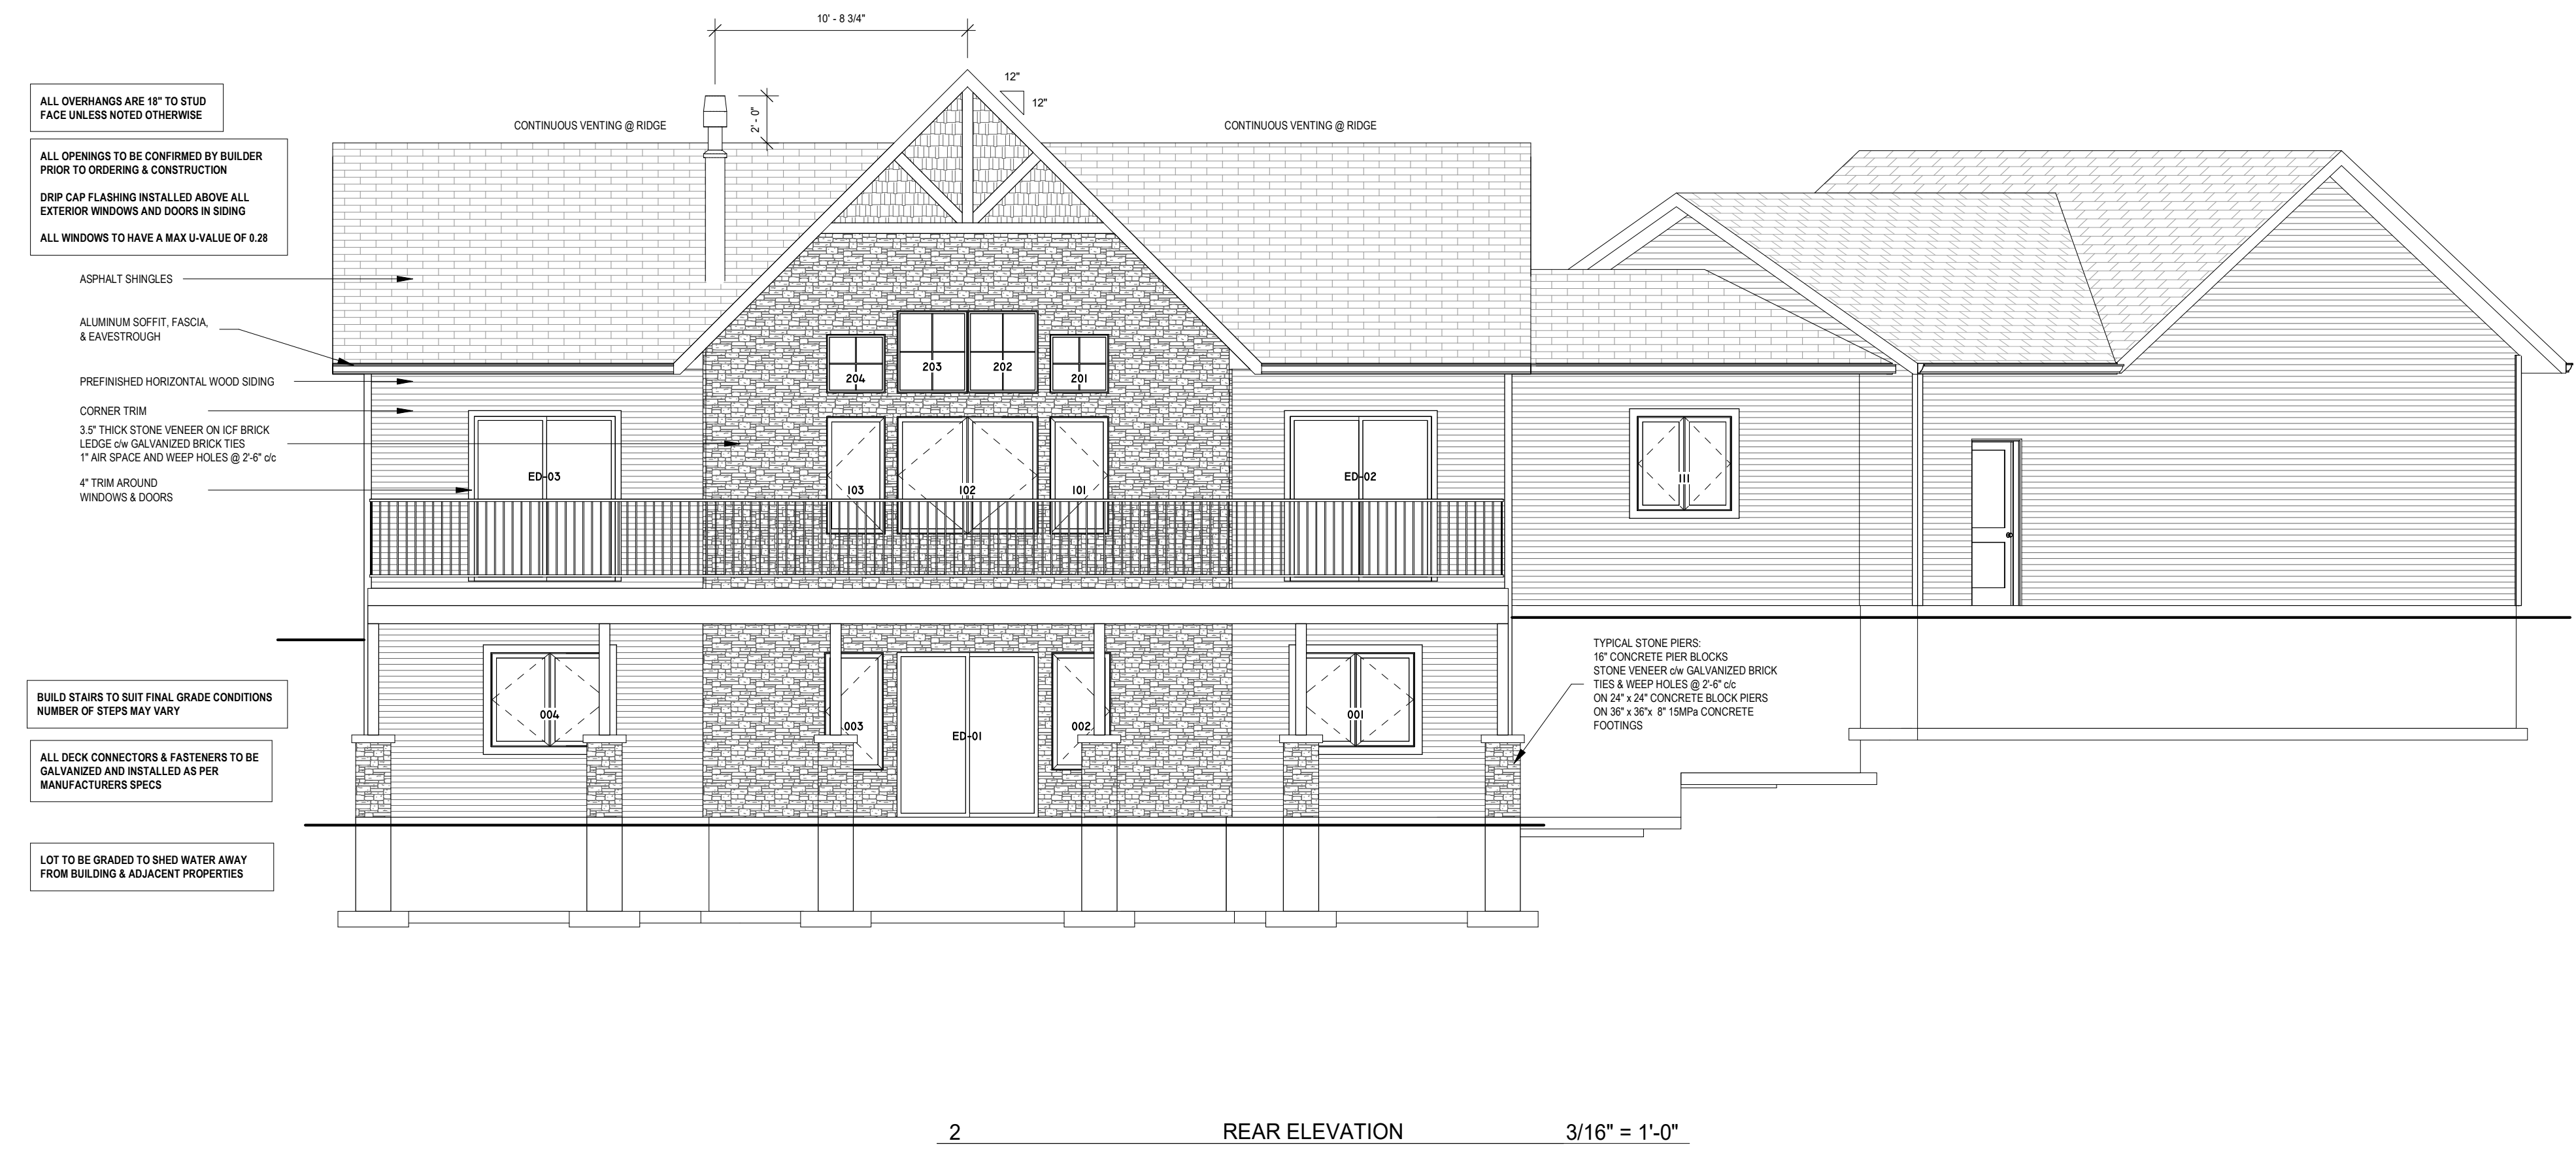 10' - 8 3/4"
12"
12"
2' - 0"
ALL OVERHANGS ARE 18" TO STUD
FACE UNLESS NOTED OTHERWISE
CONTINUOUS VENTING @ RIDGE
CONTINUOUS VENTING @ RIDGE
ALL OPENINGS TO BE CONFIRMED BY BUILDER
PRIOR TO ORDERING & CONSTRUCTION
DRIP CAP FLASHING INSTALLED ABOVE ALL
EXTERIOR WINDOWS AND DOORS IN SIDING
ALL WINDOWS TO HAVE A MAX U-VALUE OF 0.28
ASPHALT SHINGLES
ALUMINUM SOFFIT, FASCIA,
& EAVESTROUGH
PREFINISHED HORIZONTAL WOOD SIDING
CORNER TRIM
3.5" THICK STONE VENEER ON ICF BRICK
LEDGE c/w GALVANIZED BRICK TIES
1" AIR SPACE AND WEEP HOLES @ 2'-6" c/c
4" TRIM AROUND
WINDOWS & DOORS
204
203
202
201
ED-03
103
102
101
ED-02
111
004
003
ED-01
002
001
TYPICAL STONE PIERS:
16" CONCRETE PIER BLOCKS
STONE VENEER c/w GALVANIZED BRICK
TIES & WEEP HOLES @ 2'-6" c/c
ON 24" x 24" CONCRETE BLOCK PIERS
ON 36" x 36"x 8" 15MPa CONCRETE
FOOTINGS
BUILD STAIRS TO SUIT FINAL GRADE CONDITIONS
NUMBER OF STEPS MAY VARY
ALL DECK CONNECTORS & FASTENERS TO BE
GALVANIZED AND INSTALLED AS PER
MANUFACTURERS SPECS
LOT TO BE GRADED TO SHED WATER AWAY
FROM BUILDING & ADJACENT PROPERTIES
2 REAR ELEVATION 3/16" = 1'-0"